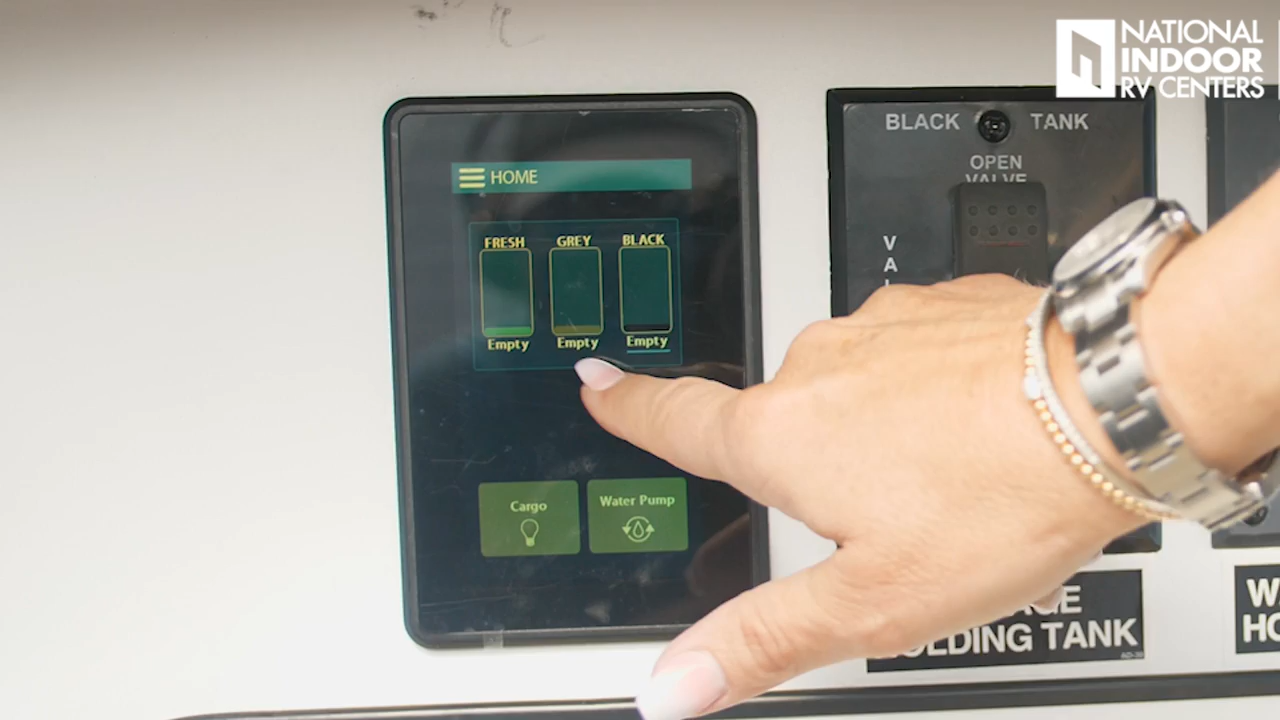 NATIONAL
INDOOR
RV CENTERS
HOME
FRESH GREY BLACK
Empty Empty Empty
Cargo Water Pump
BLACK TANK
OPEN
VALVE
HOLDING TANK